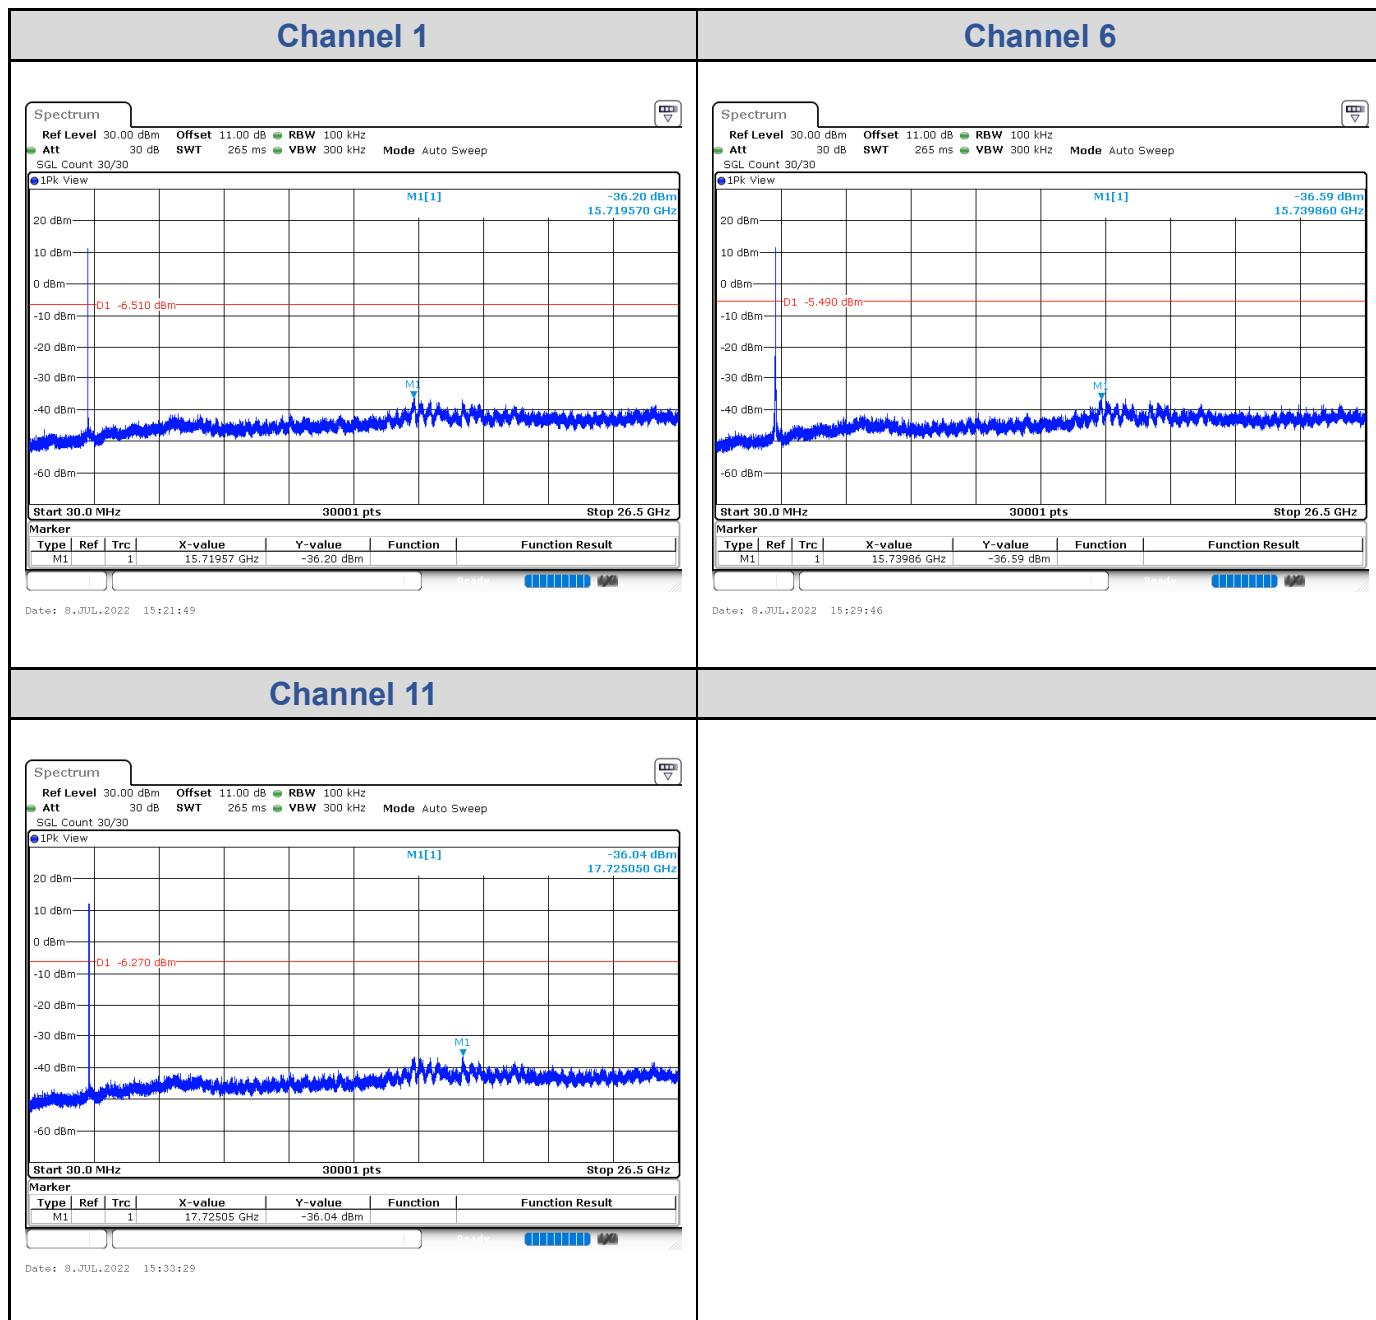 Channel 1
Channel 6
Spectrum
Ref Level 30.00 dBm Offset 11.00 dB RBW 100 kHz
Att 30 dB SWT 265 ms VBW 300 kHz Mode Auto Sweep
SGL Count 30/30
1Pk View
M1[1] -36.20 dBm
15.719570 GHz
20 dBm
10 dBm
0 dBm
D1 -6.510 dBm
-10 dBm
-20 dBm
-30 dBm
M1
-40 dBm
-60 dBm
Start 30.0 MHz 30001 pts Stop 26.5 GHz
Marker
Type Ref Trc X-value Y-value Function Function Result
M1 1 15.71957 GHz -36.20 dBm
Ready
Date: 8.JUL.2022 15:21:49
Spectrum
Ref Level 30.00 dBm Offset 11.00 dB RBW 100 kHz
Att 30 dB SWT 265 ms VBW 300 kHz Mode Auto Sweep
SGL Count 30/30
1Pk View
M1[1] -36.59 dBm
15.739860 GHz
20 dBm
10 dBm
0 dBm
D1 -5.490 dBm
-10 dBm
-20 dBm
-30 dBm
M1
-40 dBm
-60 dBm
Start 30.0 MHz 30001 pts Stop 26.5 GHz
Marker
Type Ref Trc X-value Y-value Function Function Result
M1 1 15.73986 GHz -36.59 dBm
Ready
Date: 8.JUL.2022 15:29:46
Channel 11
Spectrum
Ref Level 30.00 dBm Offset 11.00 dB RBW 100 kHz
Att 30 dB SWT 265 ms VBW 300 kHz Mode Auto Sweep
SGL Count 30/30
1Pk View
M1[1] -36.04 dBm
17.725050 GHz
20 dBm
10 dBm
0 dBm
D1 -6.270 dBm
-10 dBm
-20 dBm
-30 dBm
M1
-40 dBm
-60 dBm
Start 30.0 MHz 30001 pts Stop 26.5 GHz
Marker
Type Ref Trc X-value Y-value Function Function Result
M1 1 17.72505 GHz -36.04 dBm
Ready
Date: 8.JUL.2022 15:33:29